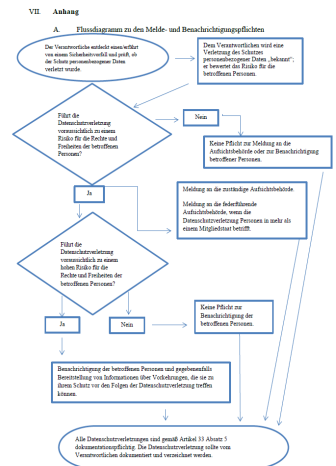 VII. Anhang
A. Flussdiagramm zu den Melde- und Benachrichtigungspflichten
Der Verantwortliche entdeckt einen/erfährt
von einem Sicherheitsvorfall und prüft, ob
der Schutz personenbezogener Daten
verletzt wurde.
Dem Verantwortlichen wird eine
Verletzung des Schutzes
personenbezogener Daten „bekannt“;
er bewertet das Risiko für die
betroffenen Personen.
Führt die
Datenschutzverletzung
voraussichtlich zu einem
Risiko für die Rechte und
Freiheiten der betroffenen
Personen?
Nein
Keine Pflicht zur Meldung an die
Aufsichtsbehörde oder zur Benachrichtigung
betroffener Personen.
Ja
Meldung an die zuständige Aufsichtsbehörde.
Meldung an die federführende
Aufsichtsbehörde, wenn die
Datenschutzverletzung Personen in mehr als
einem Mitgliedstaat betrifft.
Führt die
Datenschutzverletzung
voraussichtlich zu einem
hohen Risiko für die
Rechte und Freiheiten der
betroffenen Personen?
Ja
Nein
Keine Pflicht zur
Benachrichtigung der
betroffenen Personen.
Benachrichtigung der betroffenen Personen und gegebenenfalls
Bereitstellung von Informationen über Vorkehrungen, die sie zu
ihrem Schutz vor den Folgen der Datenschutzverletzung treffen
können.
Alle Datenschutzverletzungen sind gemäß Artikel 33 Absatz 5
dokumentationspflichtig. Die Datenschutzverletzung sollte vom
Verantwortlichen dokumentiert und verzeichnet werden.